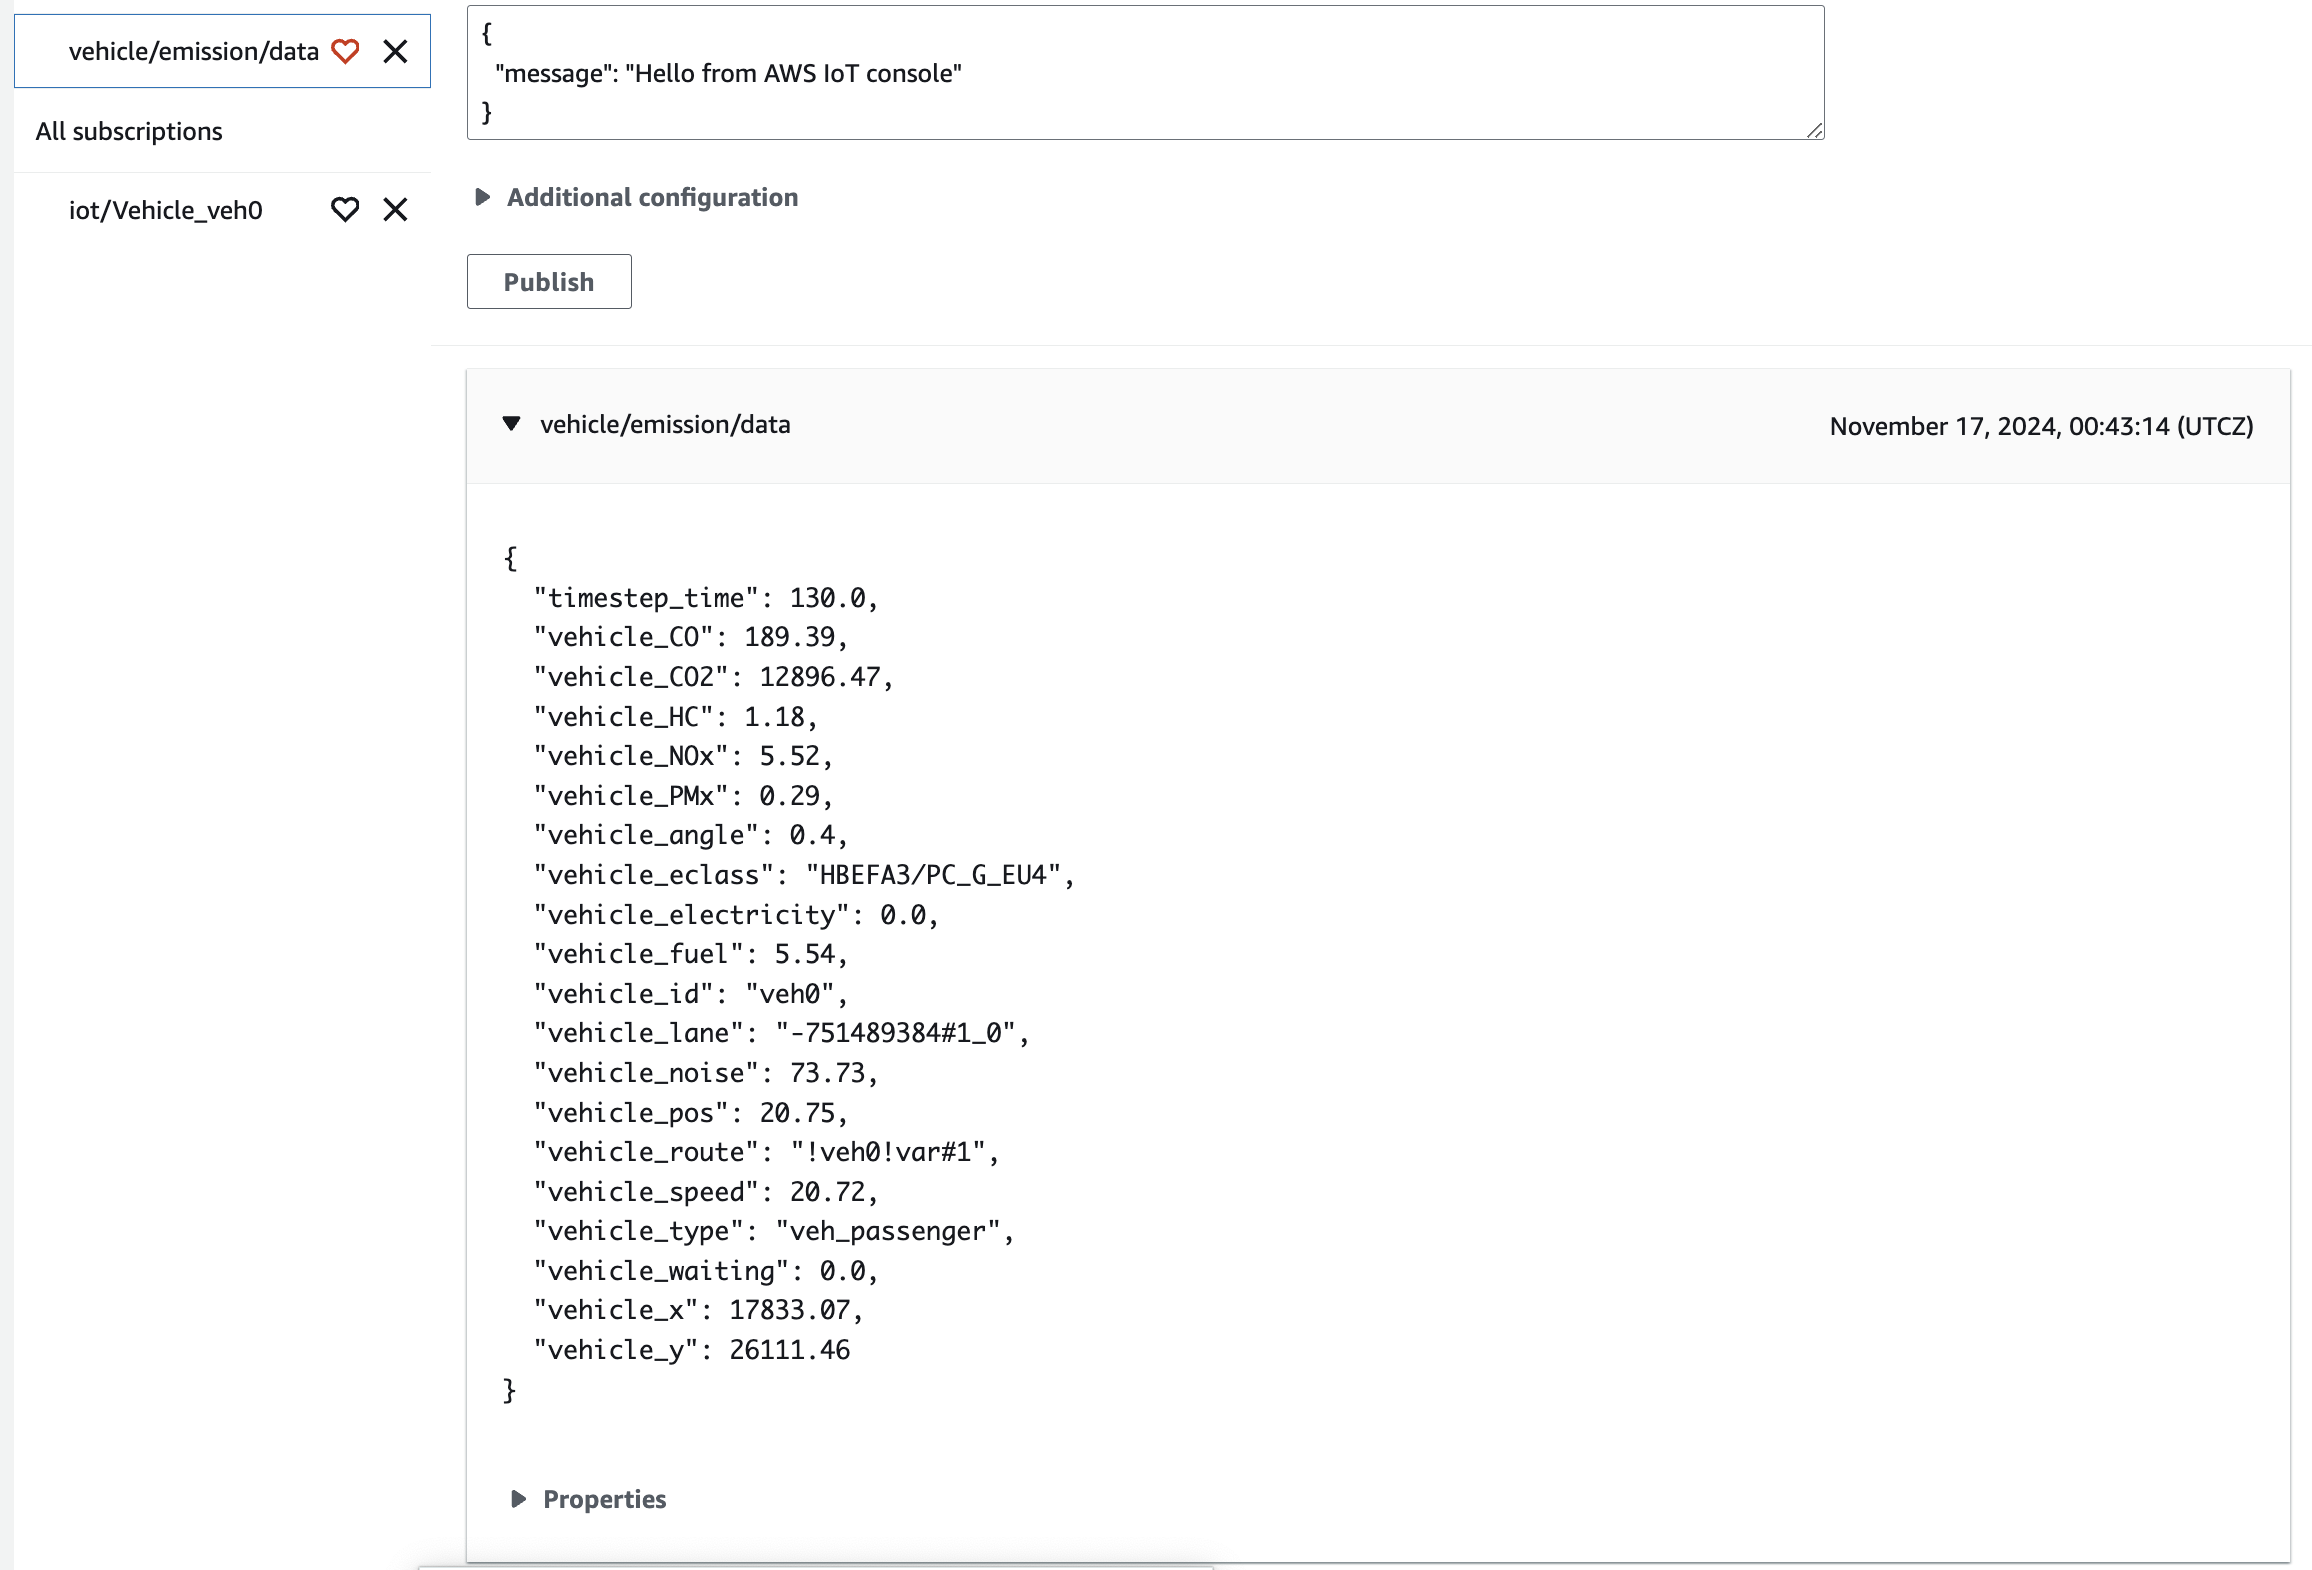 vehicle/emission/data
All subscriptions
iot/Vehicle_veh0
{
"message": "Hello from AWS IoT console"
}
Additional configuration
Publish
vehicle/emission/data
November 17, 2024, 00:43:14 (UTCZ)
{
"timestep_time": 130.0,
"vehicle_CO": 189.39,
"vehicle_CO2": 12896.47,
"vehicle_HC": 1.18,
"vehicle_NOx": 5.52,
"vehicle_PMx": 0.29,
"vehicle_angle": 0.4,
"vehicle_eclass": "HBEFA3/PC_G_EU4",
"vehicle_electricity": 0.0,
"vehicle_fuel": 5.54,
"vehicle_id": "veh0",
"vehicle_lane": "-751489384#1_0",
"vehicle_noise": 73.73,
"vehicle_pos": 20.75,
"vehicle_route": "!veh0!var#1",
"vehicle_speed": 20.72,
"vehicle_type": "veh_passenger",
"vehicle_waiting": 0.0,
"vehicle_x": 17833.07,
"vehicle_y": 26111.46
}
Properties